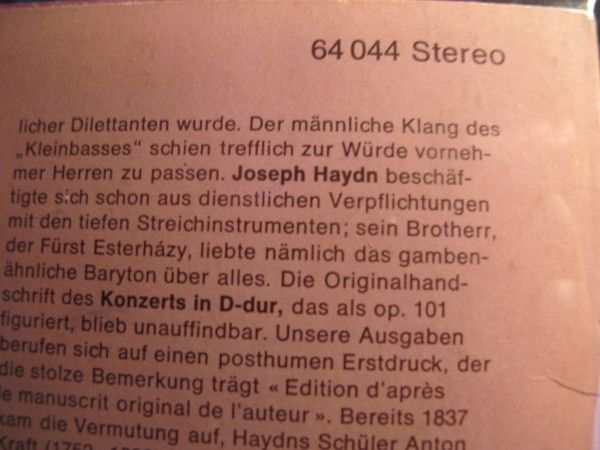 64 044 Stereo
licher Dilettanten wurde. Der männliche Klang des
„Kleinbasses" schien trefflich zur Würde vorneh-
mer Herren zu passen. Joseph Haydn beschäf-
tigte sich schon aus dienstlichen Verpflichtungen
mit den tiefen Streichinstrumenten; sein Brotherr,
der Fürst Esterházy, liebte nämlich das gamben-
ähnliche Baryton über alles. Die Originalhand-
schrift des Konzerts in D-dur, das als op. 101
figuriert, blieb unauffindbar. Unsere Ausgaben
berufen sich auf einen posthumen Erstdruck, der
die stolze Bemerkung trägt « Edition d'après
le manuscrit original de l'auteur ». Bereits 1837
kam die Vermutung auf, Haydns Schüler Anton
Kraft